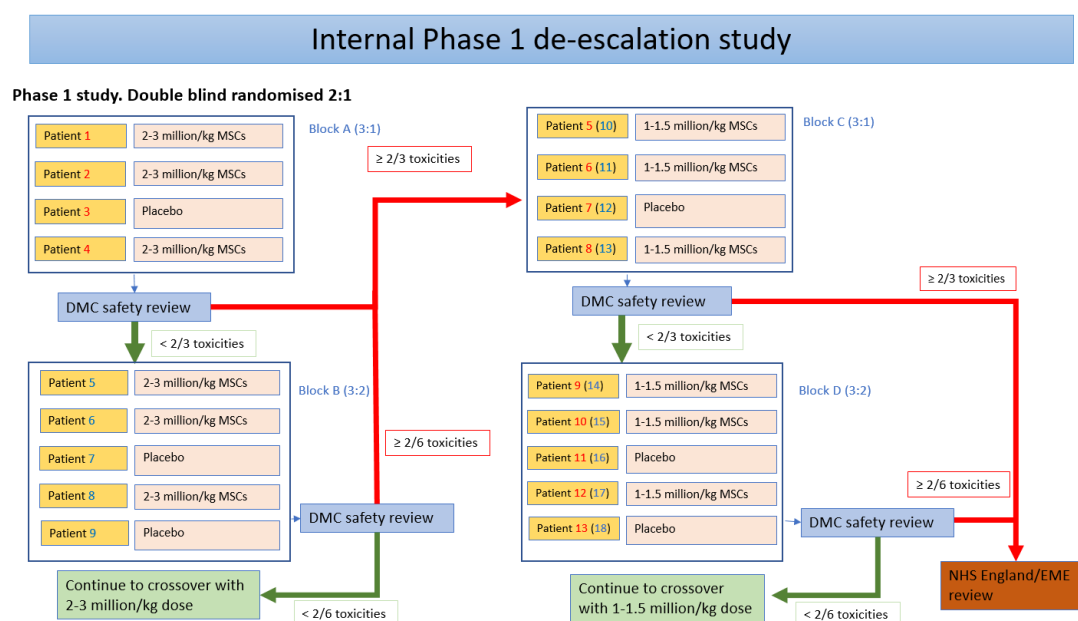 Internal Phase 1 de-escalation study
Phase 1 study. Double blind randomised 2:1
Block A (3:1)
Patient 1
2-3 million/kg MSCs
Patient 2
2-3 million/kg MSCs
Patient 3
Placebo
Patient 4
2-3 million/kg MSCs
DMC safety review
≥ 2/3 toxicities
< 2/3 toxicities
Block B (3:2)
Patient 5
2-3 million/kg MSCs
Patient 6
2-3 million/kg MSCs
Patient 7
Placebo
Patient 8
2-3 million/kg MSCs
Patient 9
Placebo
≥ 2/6 toxicities
DMC safety review
Continue to crossover with
2-3 million/kg dose
< 2/6 toxicities
Block C (3:1)
Patient 5 (10)
1-1.5 million/kg MSCs
Patient 6 (11)
1-1.5 million/kg MSCs
Patient 7 (12)
Placebo
Patient 8 (13)
1-1.5 million/kg MSCs
DMC safety review
≥ 2/3 toxicities
< 2/3 toxicities
Block D (3:2)
Patient 9 (14)
1-1.5 million/kg MSCs
Patient 10 (15)
1-1.5 million/kg MSCs
Patient 11 (16)
Placebo
Patient 12 (17)
1-1.5 million/kg MSCs
Patient 13 (18)
Placebo
≥ 2/6 toxicities
DMC safety review
Continue to crossover
with 1-1.5 million/kg dose
< 2/6 toxicities
NHS England/EME
review